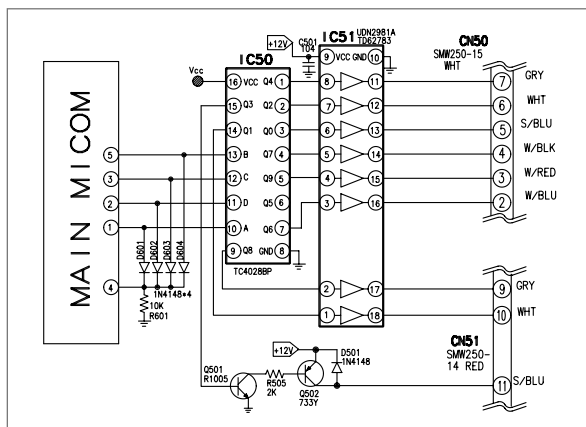 IC51
UDN2981A
TD62783
CN50
SMW250-15
WHT
+12V
C501
104
IC50
Vcc
9 VCC GND 10
16 VCC Q4 1
8 11
7 GRY
15 Q3 Q2 2
7 12
6 WHT
14 Q1 Q0 3
6 13
5 S/BLU
5
13 B Q7 4
5 14
4 W/BLK
3
12 C Q9 5
4 15
3 W/RED
2
11 D Q5 6
3 16
2 W/BLU
1
10 A Q6 7
9 Q8 GND 8
TC4028BP
MAIN MICOM
D601
D602
D603
D604
4
1N4148*4
10K
R601
2 17
9 GRY
1 18
10 WHT
CN51
SMW250-
14 RED
+12V
D501
1N4148
Q501
R1005
R505
2K
Q502
733Y
11 S/BLU